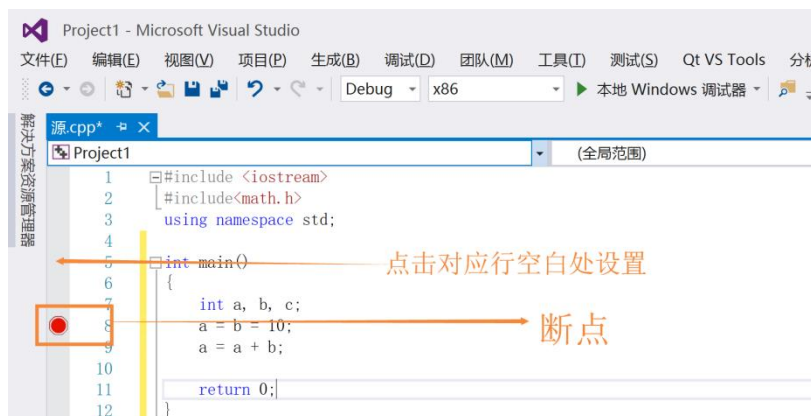 Project1 - Microsoft Visual Studio
文件(F) 编辑(E) 视图(V) 项目(P) 生成(B) 调试(D) 团队(M) 工具(T) 测试(S) Qt VS Tools 分析
Debug x86 本地 Windows 调试器
解决方案资源管理器
源.cpp*
Project1 (全局范围)
1 #include <iostream>
2 #include<math.h>
3 using namespace std;
4
5 int main()
点击对应行空白处设置
6 {
7 int a, b, c;
8 a = b = 10;
断点
9 a = a + b;
10
11 return 0;
12 }